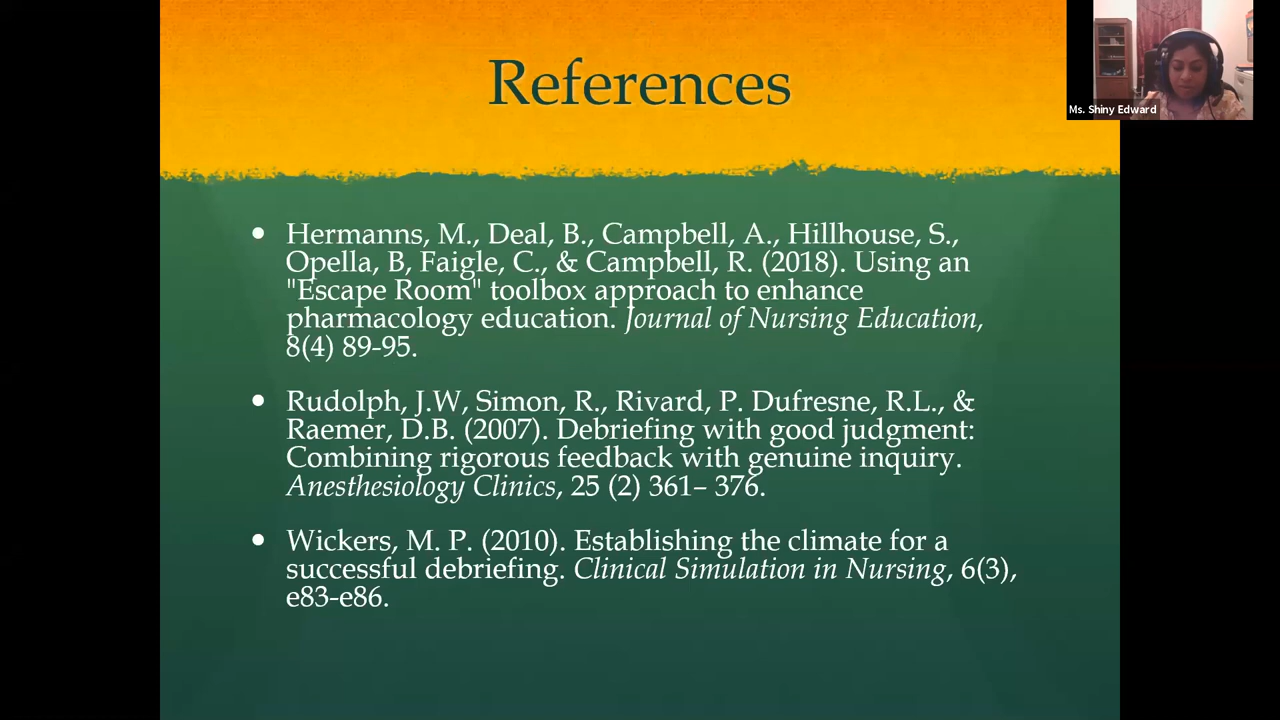 References
Ms. Shiny Edward
• Hermanns, M., Deal, B., Campbell, A., Hillhouse, S.,
Opella, B, Faigle, C., & Campbell, R. (2018). Using an
"Escape Room" toolbox approach to enhance
pharmacology education. Journal of Nursing Education,
8(4) 89-95.
• Rudolph, J.W, Simon, R., Rivard, P. Dufresne, R.L., &
Raemer, D.B. (2007). Debriefing with good judgment:
Combining rigorous feedback with genuine inquiry.
Anesthesiology Clinics, 25 (2) 361– 376.
• Wickers, M. P. (2010). Establishing the climate for a
successful debriefing. Clinical Simulation in Nursing, 6(3),
e83-e86.